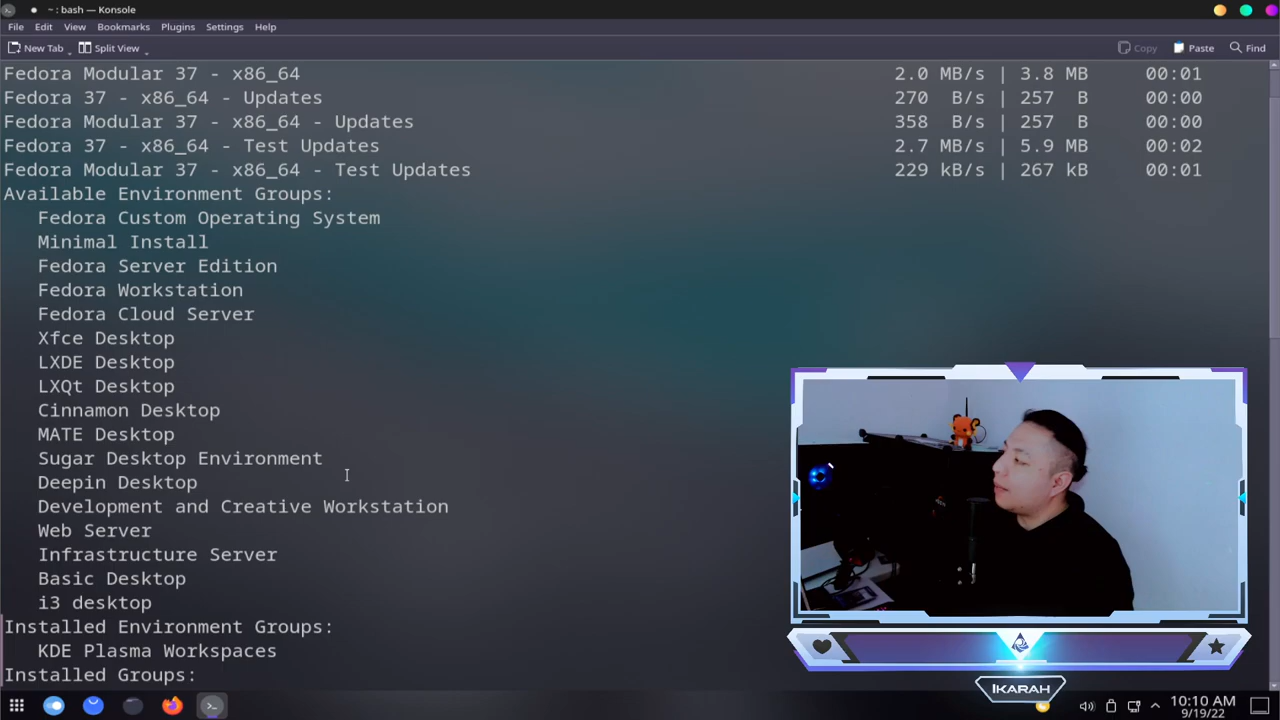 ~ : bash — Konsole
File Edit View Bookmarks Plugins Settings Help
New Tab Split View Copy Paste Find
Fedora Modular 37 - x86_64 2.0 MB/s | 3.8 MB 00:01
Fedora 37 - x86_64 - Updates 270 B/s | 257 B 00:00
Fedora Modular 37 - x86_64 - Updates 358 B/s | 257 B 00:00
Fedora 37 - x86_64 - Test Updates 2.7 MB/s | 5.9 MB 00:02
Fedora Modular 37 - x86_64 - Test Updates 229 kB/s | 267 kB 00:01
Available Environment Groups:
Fedora Custom Operating System
Minimal Install
Fedora Server Edition
Fedora Workstation
Fedora Cloud Server
Xfce Desktop
LXDE Desktop
LXQt Desktop
Cinnamon Desktop
MATE Desktop
Sugar Desktop Environment
Deepin Desktop
Development and Creative Workstation
Web Server
Infrastructure Server
Basic Desktop
i3 desktop
Installed Environment Groups:
KDE Plasma Workspaces
Installed Groups:
IKARAH
10:10 AM
9/19/22